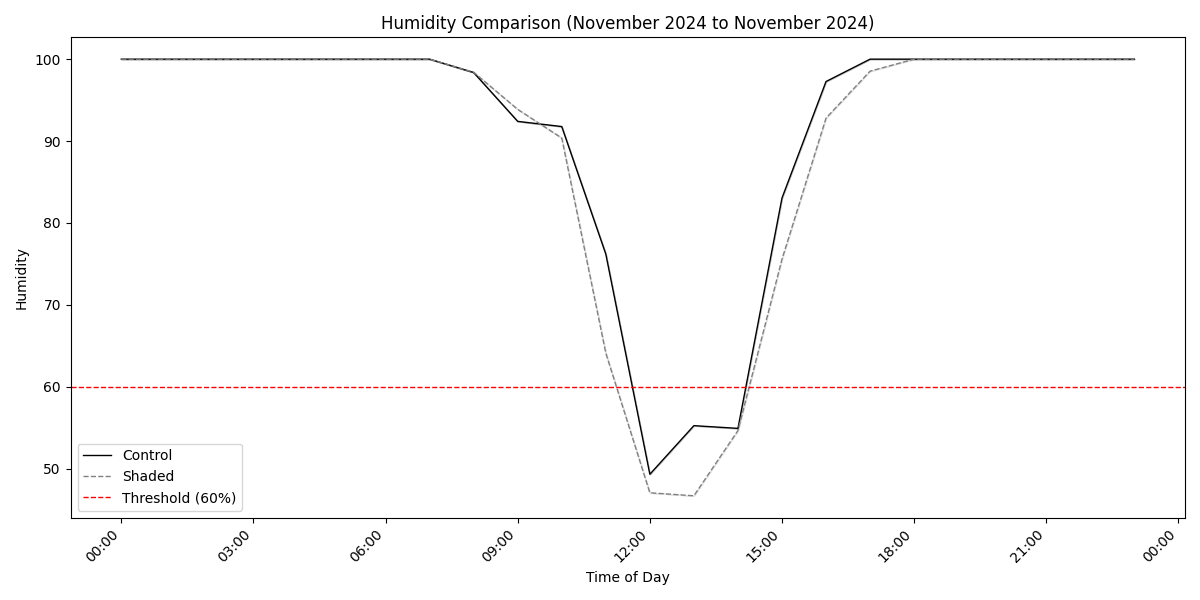 Humidity Comparison (November 2024 to November 2024)
100
90
80
70
60
50
Humidity
Control
Shaded
Threshold (60%)
00:00
03:00
06:00
09:00
12:00
15:00
18:00
21:00
00:00
Time of Day